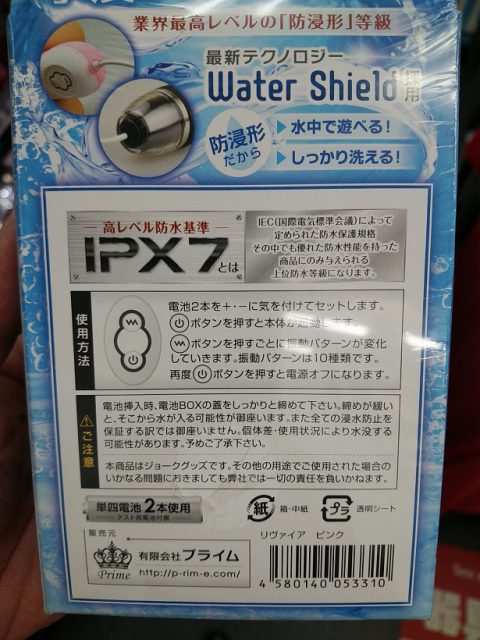 業界最高レベルの「防浸形」等級
最新テクノロジー
Water Shield採用
防浸形
だから
水中で遊べる!
しっかり洗える!
高レベル防水基準
IPX7とは
IEC(国際電気標準会議)によって
定められた防水保護規格
その中でも優れた防水性能を持った
商品にのみ与えられる
上位防水等級になります。
使用方法
電池2本を+・-に気を付けてセットします。
ボタンを押すと本体が起動します。
ボタンを押すごとに振動パターンが変化
していきます。振動パターンは10種類です。
再度ボタンを押すと電源オフになります。
ご注意
電池挿入時、電池BOXの蓋をしっかりと締めて下さい。締めが緩い
と、そこから水が入る可能性が御座います。また全ての浸水防止を
保証する訳では御座いません。個体差・使用状況により水没する
可能性があります。予めご了承下さい。
本商品はジョークグッズです。その他の用途でご使用された場合の
いかなる問題におきましても弊社では一切の責任を負いかねます。
単四電池2本使用
テスト用電池付属
紙
箱・中紙
プラ
透明シート
販売元
リヴァイア ピンク
Prime
有限会社プライム
http://p-rim-e.com/
4 580140 053310